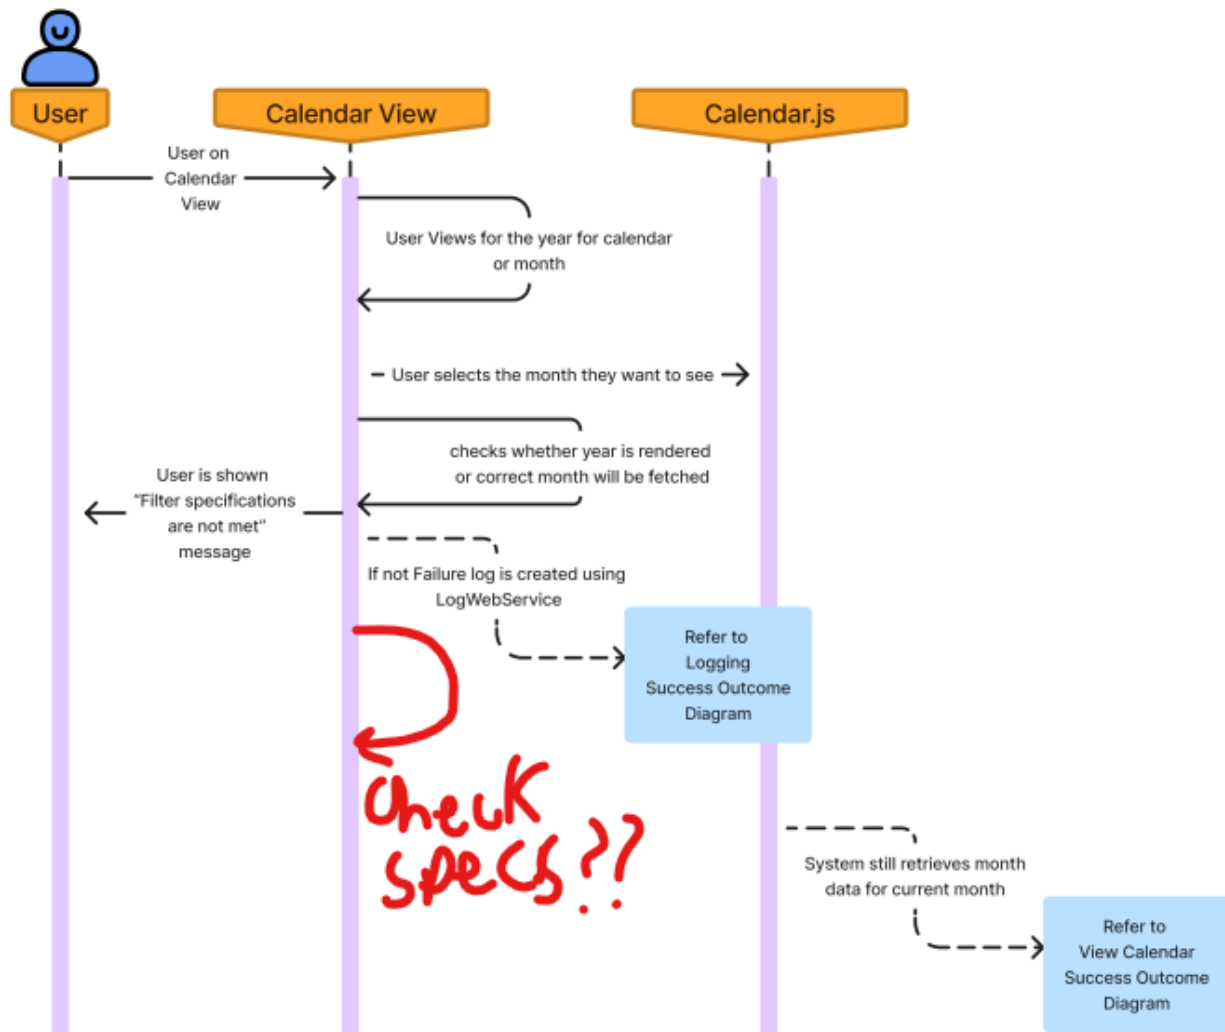 User
Calendar View
Calendar.js
User on
Calendar
View
User Views for the year for calendar
or month
User selects the month they want to see
checks whether year is rendered
or correct month will be fetched
User is shown
"Filter specifications
are not met"
message
If not Failure log is created using
LogWebService
Refer to
Logging
Success Outcome
Diagram
Check
specs??
System still retrieves month
data for current month
Refer to
View Calendar
Success Outcome
Diagram